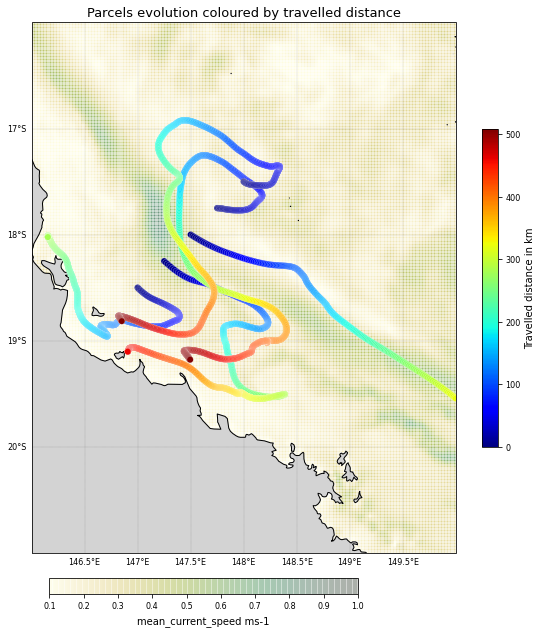 Parcels evolution coloured by travelled distance
17°S
18°S
19°S
20°S
146.5°E 147°E 147.5°E 148°E 148.5°E 149°E 149.5°E
500
400
300
200
100
0
Travelled distance in km
0.1 0.2 0.3 0.4 0.5 0.6 0.7 0.8 0.9 1.0
mean_current_speed ms-1